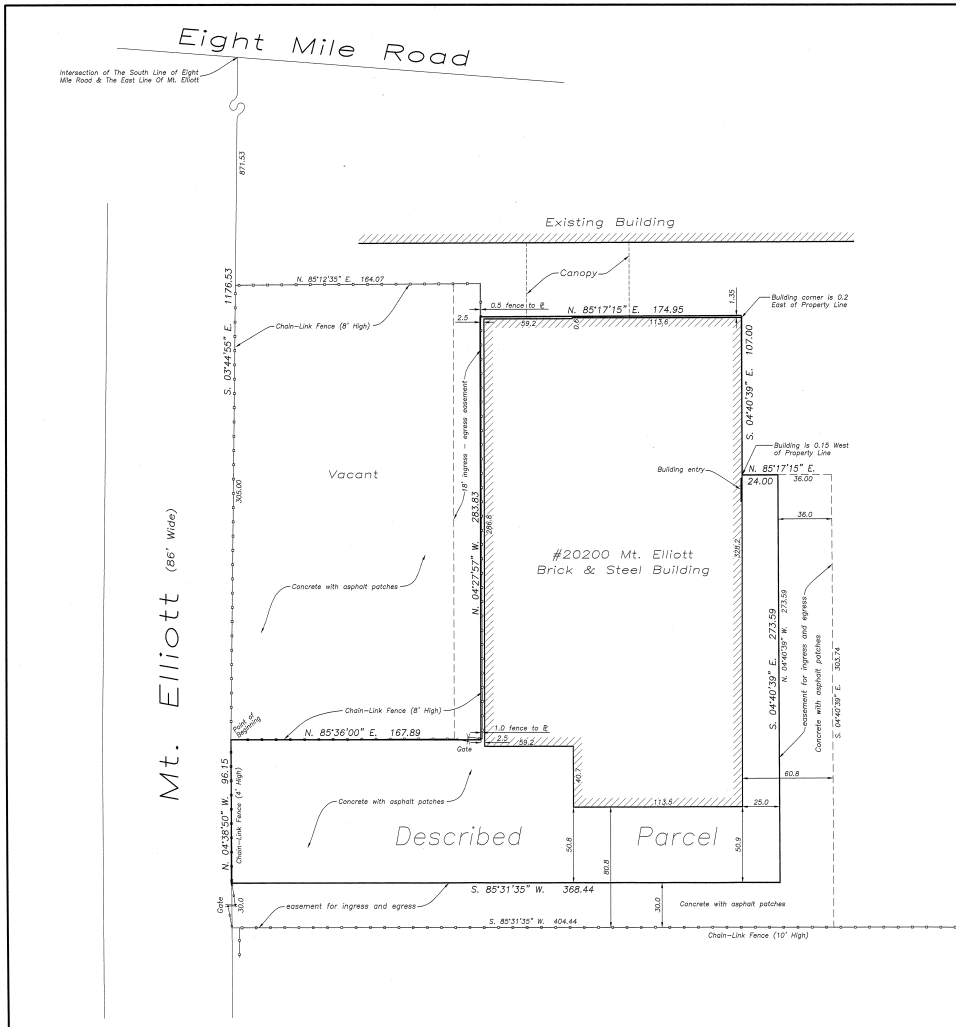 Eight Mile Road
Intersection of The South Line of Eight
Mile Road & The East Line Of Mt. Elliott
871.53
Existing Building
Canopy
N. 85°12'35" E. 164.07
0.5 fence to ℄
N. 85°17'15" E. 174.95
1.35
Building corner is 0.2
East of Property Line
2.5
59.2
0.6
113.6
Chain-Link Fence (8' High)
S. 03°44'55" E. 1176.53
S. 04°40'39" E. 107.00
18' ingress - egress easement
Vacant
Building is 0.15 West
of Property Line
Building entry
N. 85°17'15" E.
24.00
36.00
36.0
305.00
N. 04°27'57" W. 283.83
286.6
328.2
#20200 Mt. Elliott
Brick & Steel Building
Mt. Elliott (86' Wide)
Concrete with asphalt patches
S. 04°40'39" E. 273.59
N. 04°40'39" W. 273.59
easement for ingress and egress
Concrete with asphalt patches
S. 04°40'39" E. 303.74
Chain-Link Fence (8' High)
Point of
Beginning
N. 85°36'00" E. 167.89
1.0 fence to ℄
2.5
59.2
Gate
N. 04°38'50" W. 96.15
Chain-Link Fence (4' High)
Concrete with asphalt patches
40.7
60.8
113.5
25.0
Described Parcel
50.8
80.8
50.9
S. 85°31'35" W. 368.44
Gate
30.0
easement for ingress and egress
30.0
Concrete with asphalt patches
S. 85°31'35" W. 404.44
Chain-Link Fence (10' High)